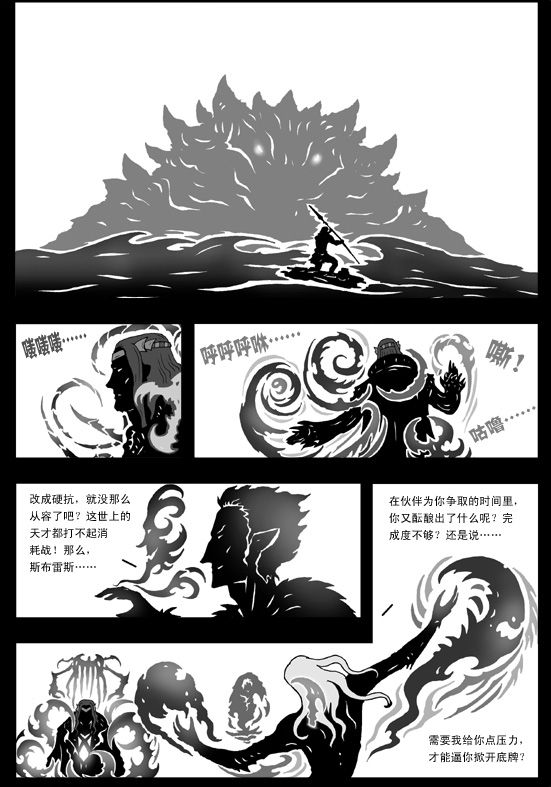 嗪嗪嗪……
呼呼呼咻……
嘶！
咕噜……
改成硬抗，就没那么
从容了吧？这世上的
天才都打不起消
耗战！那么，
斯布雷斯……
在伙伴为你争取的时间里，
你又酝酿出了什么呢？完
成度不够？还是说……
需要我给你点压力，
才能逼你掀开底牌？